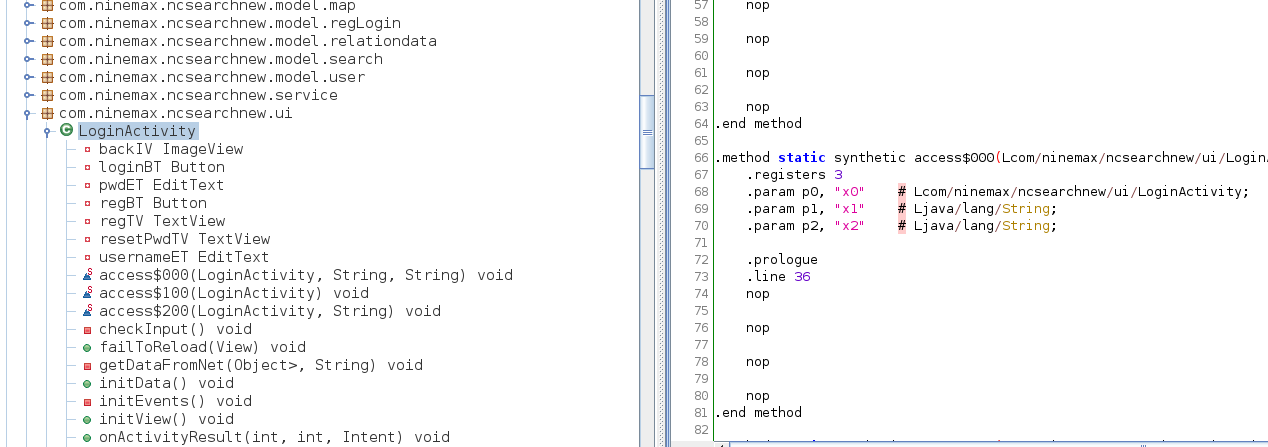 com.ninemax.ncsearchnew.model.map
com.ninemax.ncsearchnew.model.regLogin
com.ninemax.ncsearchnew.model.relationdata
com.ninemax.ncsearchnew.model.search
com.ninemax.ncsearchnew.model.user
com.ninemax.ncsearchnew.service
com.ninemax.ncsearchnew.ui
C LoginActivity
backIV ImageView
loginBT Button
pwdET EditText
regBT Button
regTV TextView
resetPwdTV TextView
usernameET EditText
S access$000(LoginActivity, String, String) void
S access$100(LoginActivity) void
S access$200(LoginActivity, String) void
checkInput() void
failToReload(View) void
getDataFromNet(Object>, String) void
initData() void
initEvents() void
initView() void
onActivityResult(int, int, Intent) void
57 nop
58
59 nop
60
61 nop
62
63 nop
64 .end method
65
66 .method static synthetic access$000(Lcom/ninemax/ncsearchnew/ui/Login
67 .registers 3
68 .param p0, "x0" # Lcom/ninemax/ncsearchnew/ui/LoginActivity;
69 .param p1, "x1" # Ljava/lang/String;
70 .param p2, "x2" # Ljava/lang/String;
71
72 .prologue
73 .line 36
74 nop
75
76 nop
77
78 nop
79
80 nop
81 .end method
82